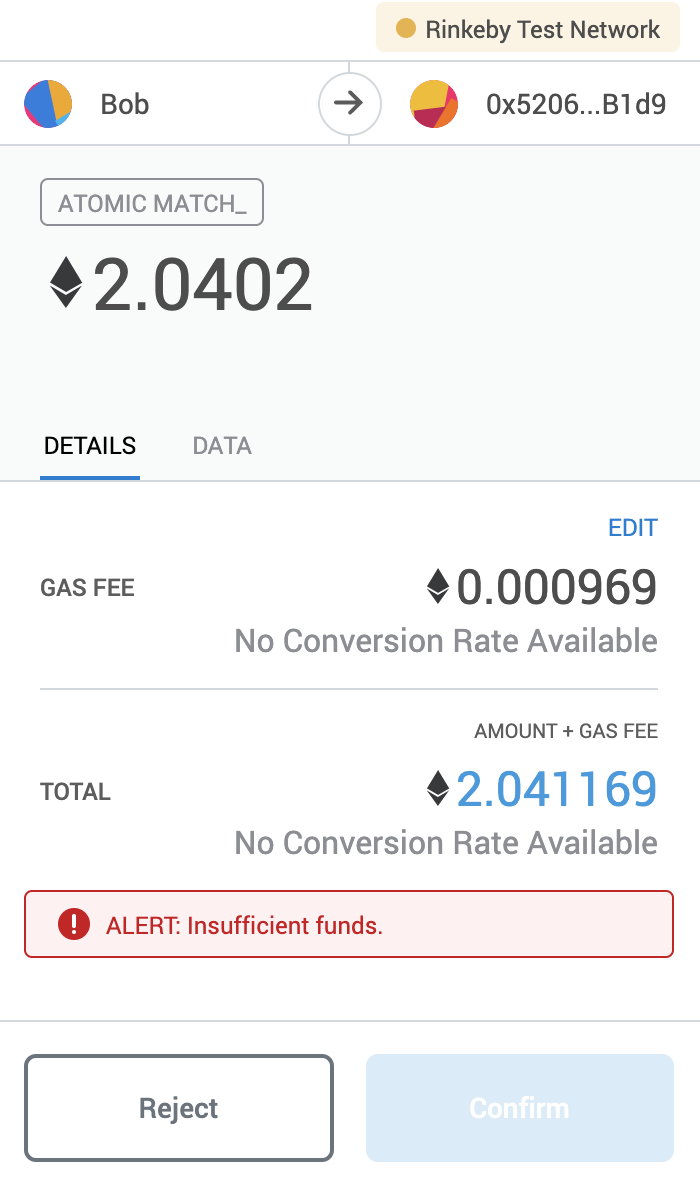 Rinkeby Test Network
Bob
0x5206...B1d9
ATOMIC MATCH_
2.0402
DETAILS
DATA
EDIT
GAS FEE
0.000969
No Conversion Rate Available
AMOUNT + GAS FEE
TOTAL
2.041169
No Conversion Rate Available
ALERT: Insufficient funds.
Reject
Confirm